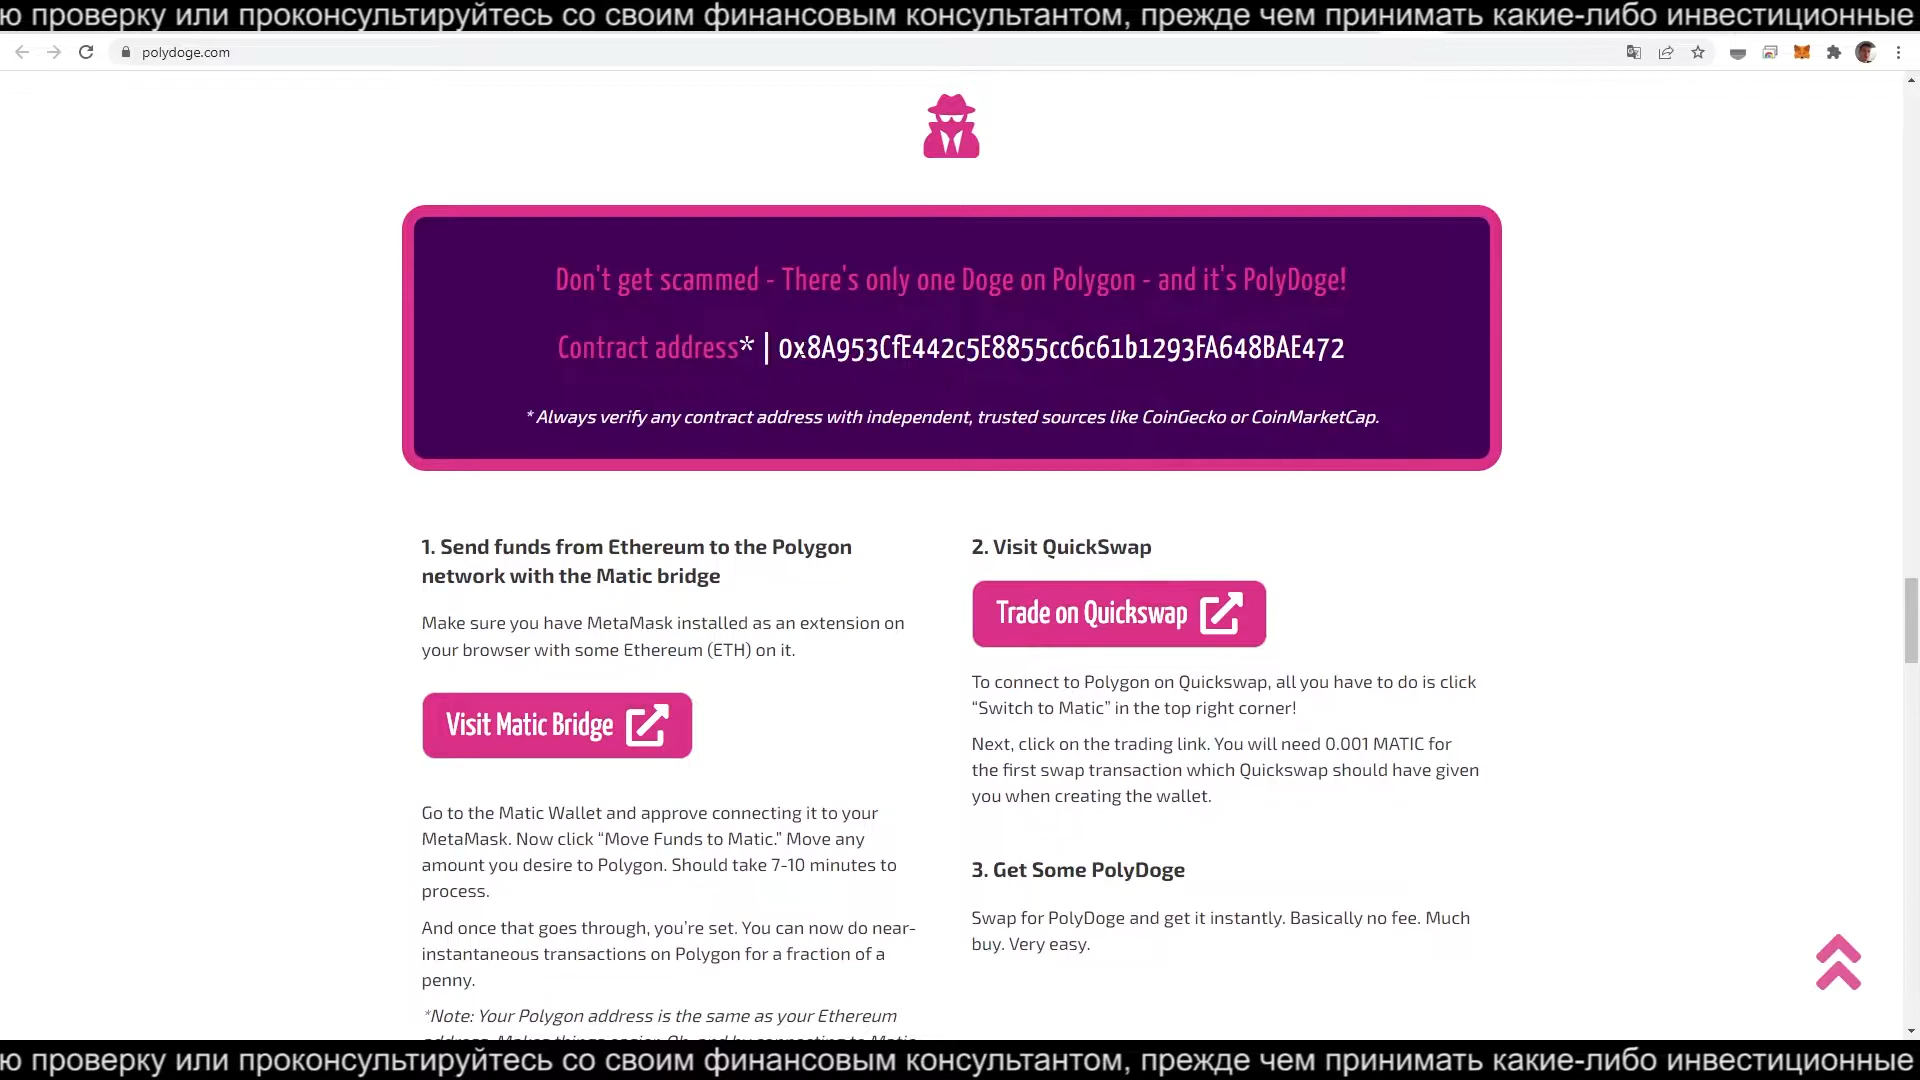 ю проверку или проконсультируйтесь со своим финансовым консультантом, прежде чем принимать какие-либо инвестиционные
polydoge.com
Don't get scammed - There's only one Doge on Polygon - and it's PolyDoge!
Contract address* | 0x8A953CfE442c5E8855cc6c61b1293FA648BAE472
* Always verify any contract address with independent, trusted sources like CoinGecko or CoinMarketCap.
1. Send funds from Ethereum to the Polygon
network with the Matic bridge
Make sure you have MetaMask installed as an extension on
your browser with some Ethereum (ETH) on it.
Visit Matic Bridge
Go to the Matic Wallet and approve connecting it to your
MetaMask. Now click “Move Funds to Matic.” Move any
amount you desire to Polygon. Should take 7-10 minutes to
process.
And once that goes through, you’re set. You can now do near-
instantaneous transactions on Polygon for a fraction of a
penny.
*Note: Your Polygon address is the same as your Ethereum
address. Makes things easier. Oh, and by connecting to Matic
2. Visit QuickSwap
Trade on Quickswap
To connect to Polygon on Quickswap, all you have to do is click
“Switch to Matic” in the top right corner!
Next, click on the trading link. You will need 0.001 MATIC for
the first swap transaction which Quickswap should have given
you when creating the wallet.
3. Get Some PolyDoge
Swap for PolyDoge and get it instantly. Basically no fee. Much
buy. Very easy.
ю проверку или проконсультируйтесь со своим финансовым консультантом, прежде чем принимать какие-либо инвестиционные